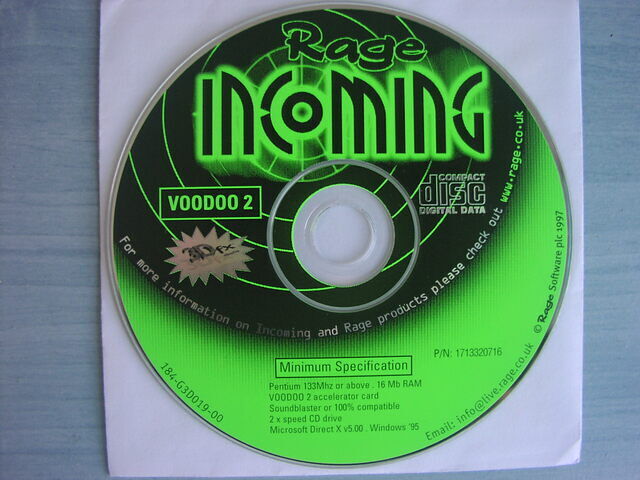 Rage
INCOMING
COMPACT
disc
DIGITAL DATA
VOODOO 2
3Dfx
For more information on Incoming and Rage products please check out www.rage.co.uk
© Rage Software plc 1997
P/N: 1713320716
Minimum Specification
Pentium 133Mhz or above . 16 Mb RAM
VOODOO 2 accelerator card
Soundblaster or 100% compatible
2 x speed CD drive
Microsoft Direct X v5.00 . Windows '95
184-G3D019-00
Email: info@live.rage.co.uk